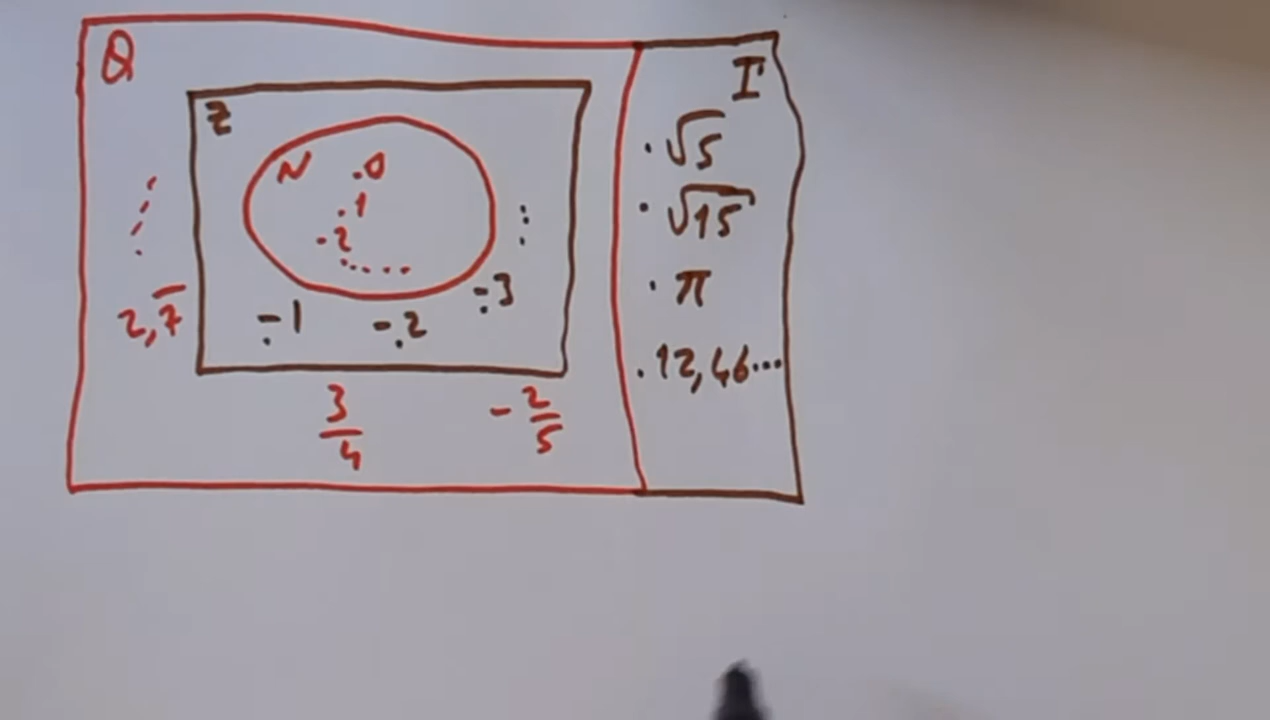 Q
I
Z
N .0
.1
.2
.....
-1 -2 -3
2,7̅
3/4 -2/5
. √5
. √15
. π
. 12,46...